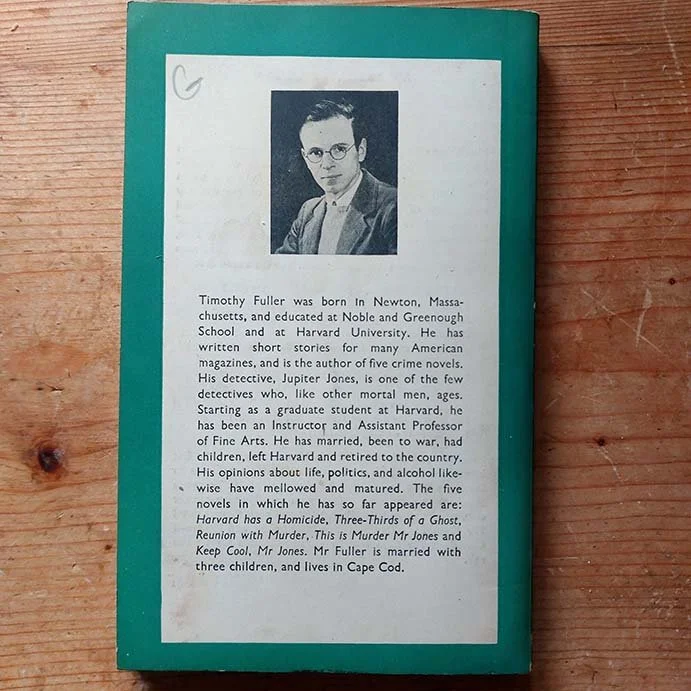 G
Timothy Fuller was born in Newton, Massa-
chusetts, and educated at Noble and Greenough
School and at Harvard University. He has
written short stories for many American
magazines, and is the author of five crime novels.
His detective, Jupiter Jones, is one of the few
detectives who, like other mortal men, ages.
Starting as a graduate student at Harvard, he
has been an Instructor and Assistant Professor
of Fine Arts. He has married, been to war, had
children, left Harvard and retired to the country.
His opinions about life, politics, and alcohol like-
wise have mellowed and matured. The five
novels in which he has so far appeared are:
Harvard has a Homicide, Three-Thirds of a Ghost,
Reunion with Murder, This is Murder Mr Jones and
Keep Cool, Mr Jones. Mr Fuller is married with
three children, and lives in Cape Cod.